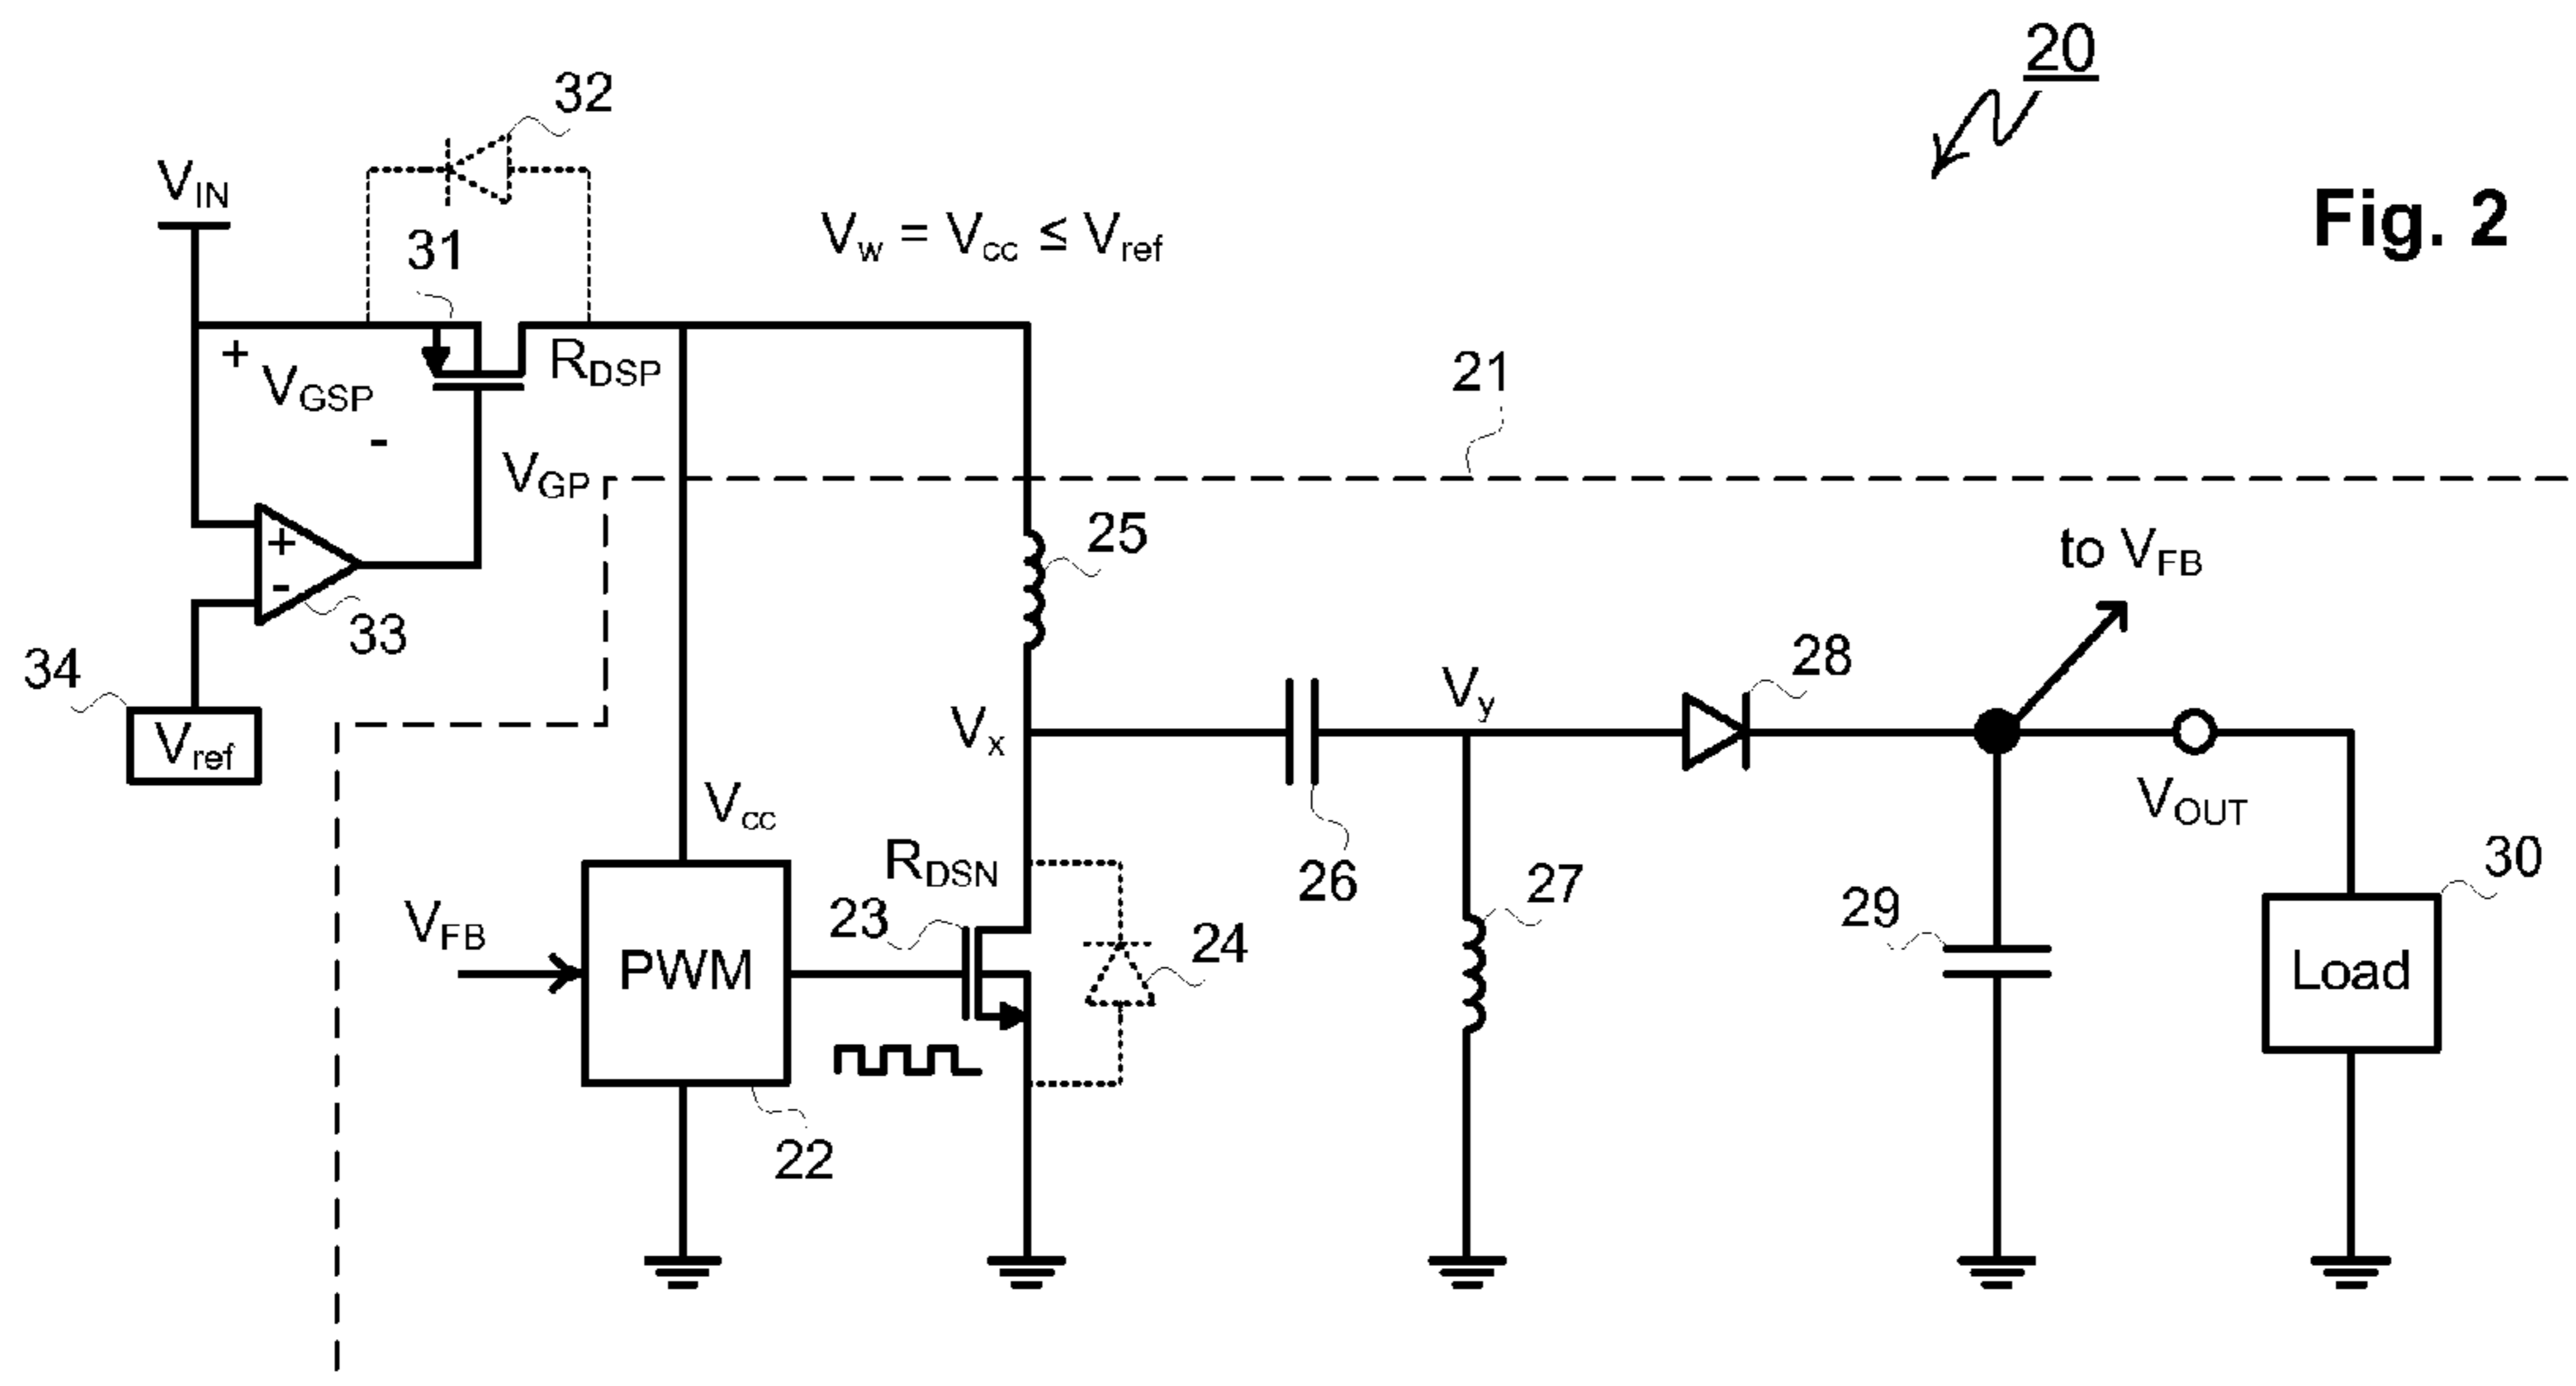 20
Fig. 2
32
V_IN
31
V_w = V_cc ≤ V_ref
+
V_GSP
-
R_DSP
V_GP
21
+
-
33
34
V_ref
25
to V_FB
V_x
V_y
28
26
V_cc
V_OUT
R_DSN
23
24
27
29
30
V_FB
PWM
Load
22